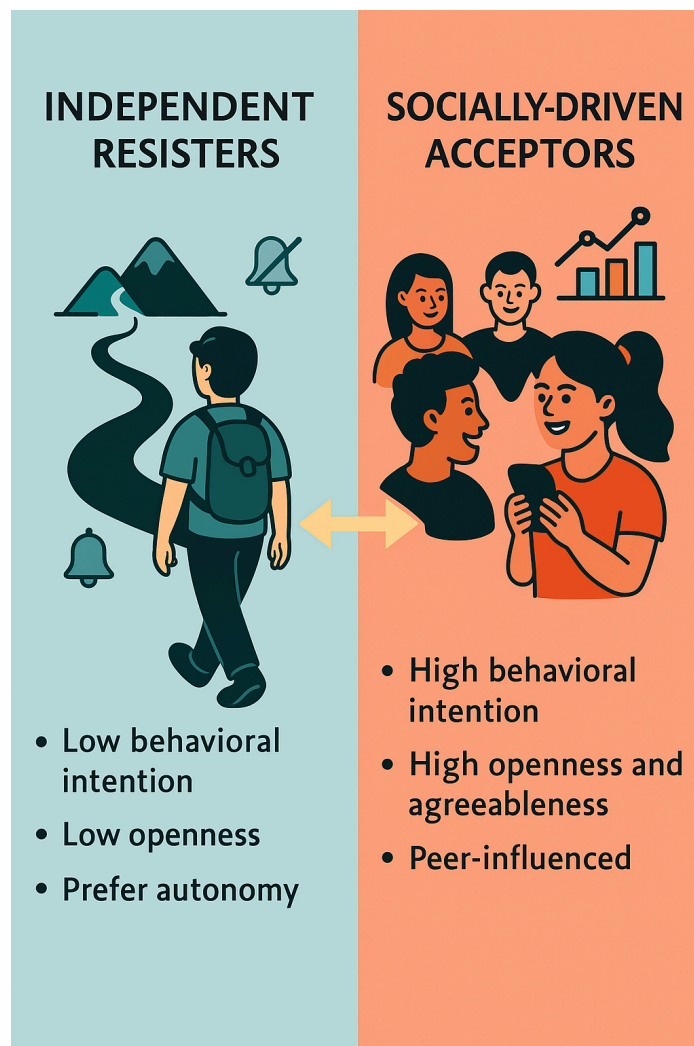 INDEPENDENT
RESISTERS
• Low behavioral
intention
• Low openness
• Prefer autonomy
SOCIALLY-DRIVEN
ACCEPTORS
• High behavioral
intention
• High openness and
agreeableness
• Peer-influenced